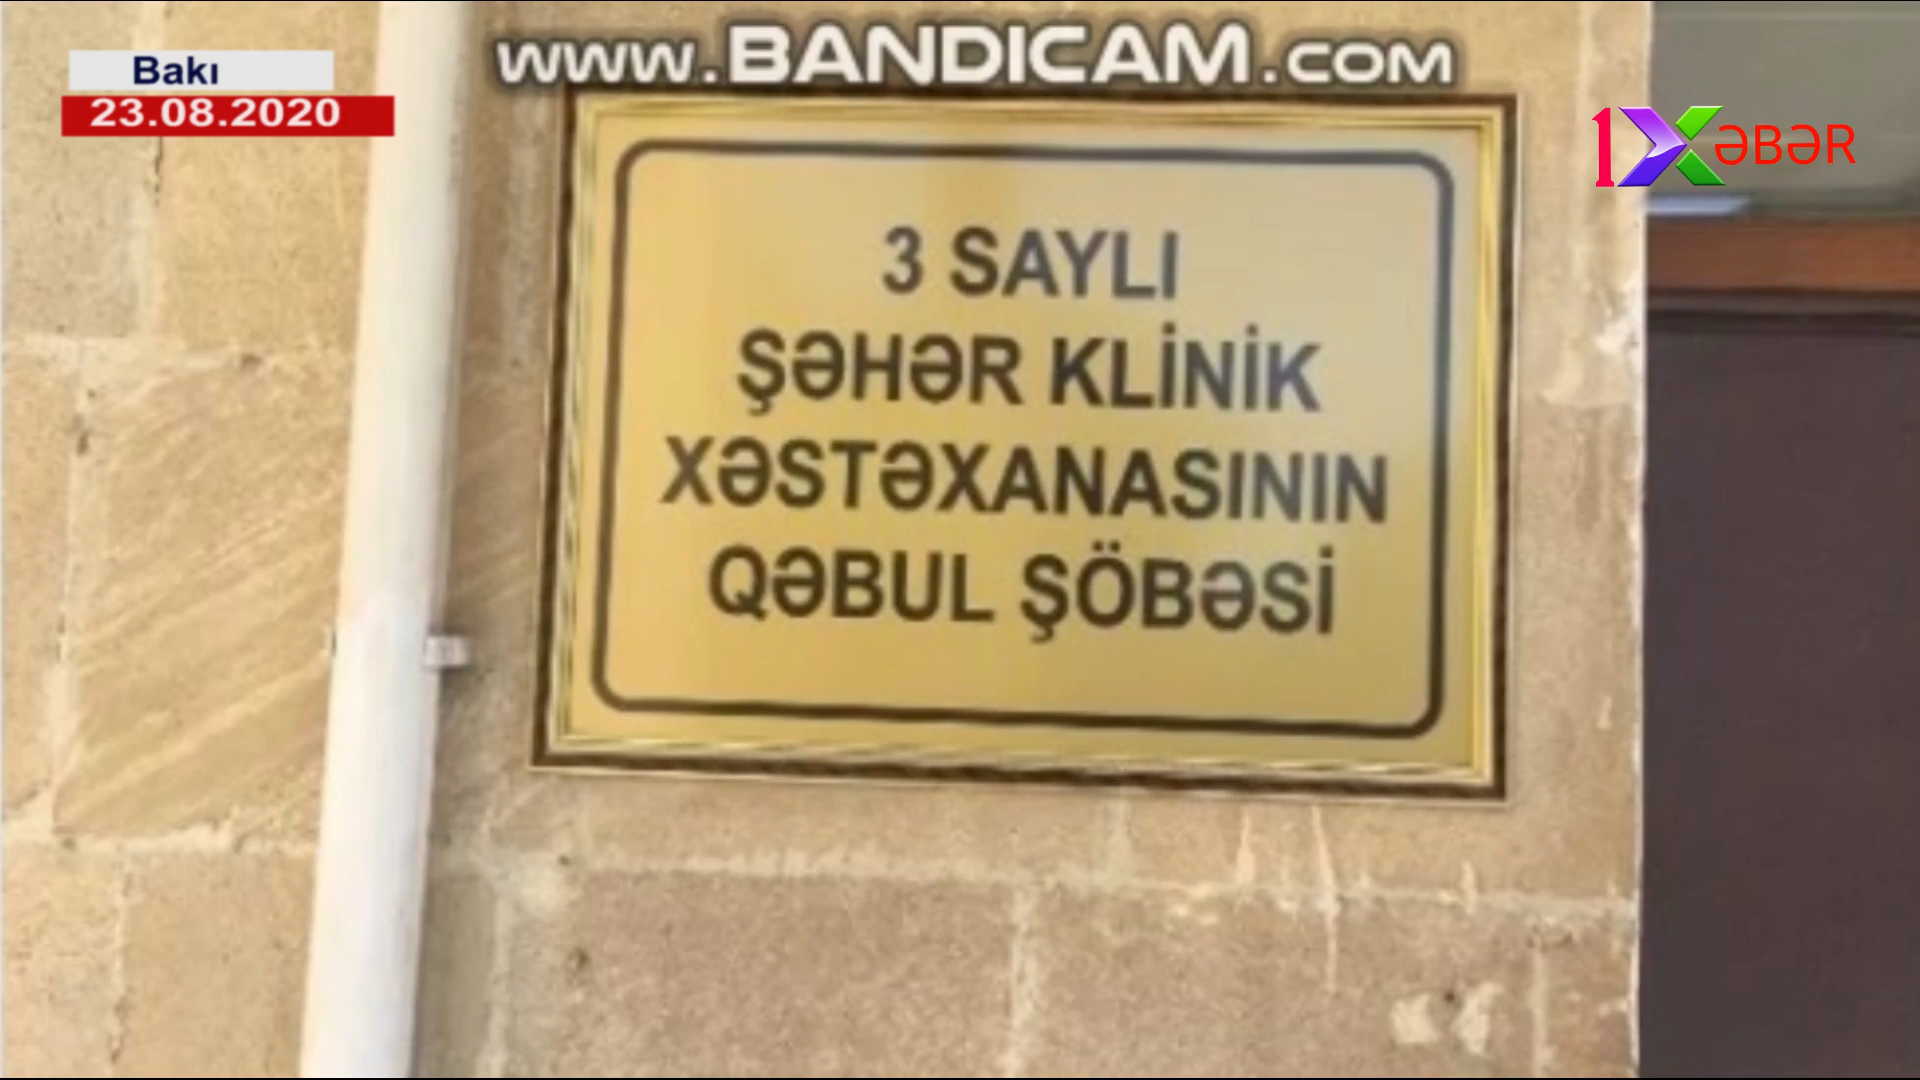 www.BANDICAM.com
Bakı
23.08.2020
1XƏBƏR
3 SAYLI
ŞƏHƏR KLİNİK
XƏSTƏXANASININ
QƏBUL ŞÖBƏSİ